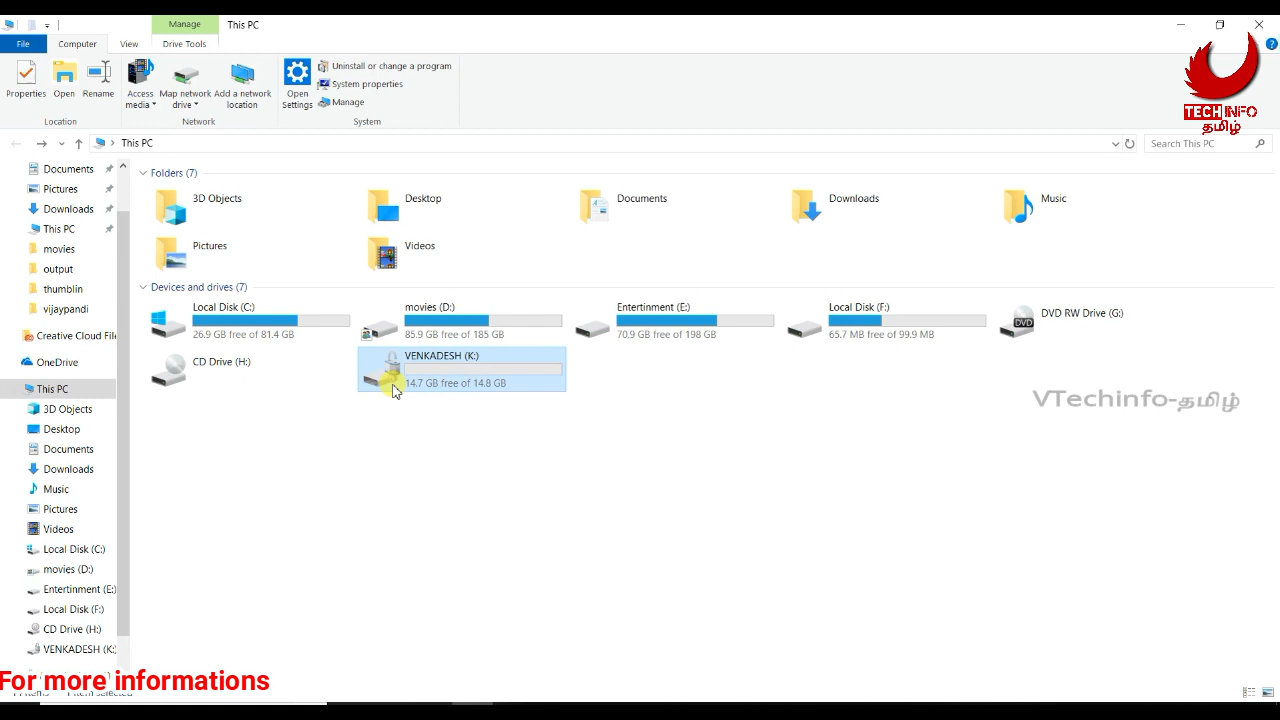 Manage
This PC
File
Computer
View
Drive Tools
Properties
Open
Rename
Access media
Map network drive
Add a network location
Open Settings
Uninstall or change a program
System properties
Manage
Location
Network
System
TECH INFO
தமிழ்
This PC
Search This PC
Documents
Pictures
Downloads
This PC
movies
output
thumblin
vijaypandi
Creative Cloud Fil
OneDrive
This PC
3D Objects
Desktop
Documents
Downloads
Music
Pictures
Videos
Local Disk (C:)
movies (D:)
Entertinment (E:)
Local Disk (F:)
CD Drive (H:)
VENKADESH (K:)
Folders (7)
3D Objects
Desktop
Documents
Downloads
Music
Pictures
Videos
Devices and drives (7)
Local Disk (C:)
26.9 GB free of 81.4 GB
movies (D:)
85.9 GB free of 185 GB
Entertinment (E:)
70.9 GB free of 198 GB
Local Disk (F:)
65.7 MB free of 99.9 MB
DVD RW Drive (G:)
DVD
CD Drive (H:)
VENKADESH (K:)
14.7 GB free of 14.8 GB
VTechinfo-தமிழ்
For more informations